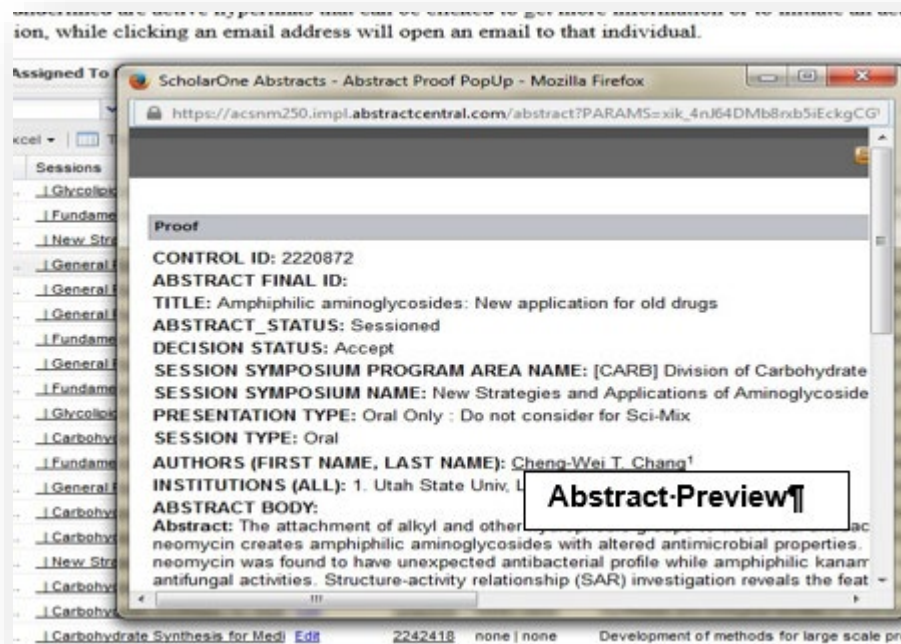 underlined are active hyperlinks that can be clicked to get more information or to initiate an
ion, while clicking an email address will open an email to that individual.
Assigned To
ScholarOne Abstracts - Abstract Proof PopUp - Mozilla Firefox
https://acsnm250.impl.abstractcentral.com/abstract?PARAMS=xik_4nJ64DMb8rxb5iEckgCG
xcel
Sessions
| Glycolipid
| Fundame
| New Stra
| General
| General
| General
| Fundame
| General
| Fundame
| Glycolipid
| Carbohyd
| Fundame
| General
| Carbohyd
| Carbohyd
| New Stra
| Carbohyd
| Carbohyd
Proof
CONTROL ID: 2220872
ABSTRACT FINAL ID:
TITLE: Amphiphilic aminoglycosides: New application for old drugs
ABSTRACT_STATUS: Sessioned
DECISION STATUS: Accept
SESSION SYMPOSIUM PROGRAM AREA NAME: [CARB] Division of Carbohydrate
SESSION SYMPOSIUM NAME: New Strategies and Applications of Aminoglycoside
PRESENTATION TYPE: Oral Only : Do not consider for Sci-Mix
SESSION TYPE: Oral
AUTHORS (FIRST NAME, LAST NAME): Cheng-Wei T. Chang¹
INSTITUTIONS (ALL): 1. Utah State Univ, L
Abstract·Preview¶
ABSTRACT BODY:
Abstract: The attachment of alkyl and other
neomycin creates amphiphilic aminoglycosides with altered antimicrobial properties.
neomycin was found to have unexpected antibacterial profile while amphiphilic kanam
antifungal activities. Structure-activity relationship (SAR) investigation reveals the feat
| Carbohydrate Synthesis for Medi Edit 2242418 none | none Development of methods for large scale pr